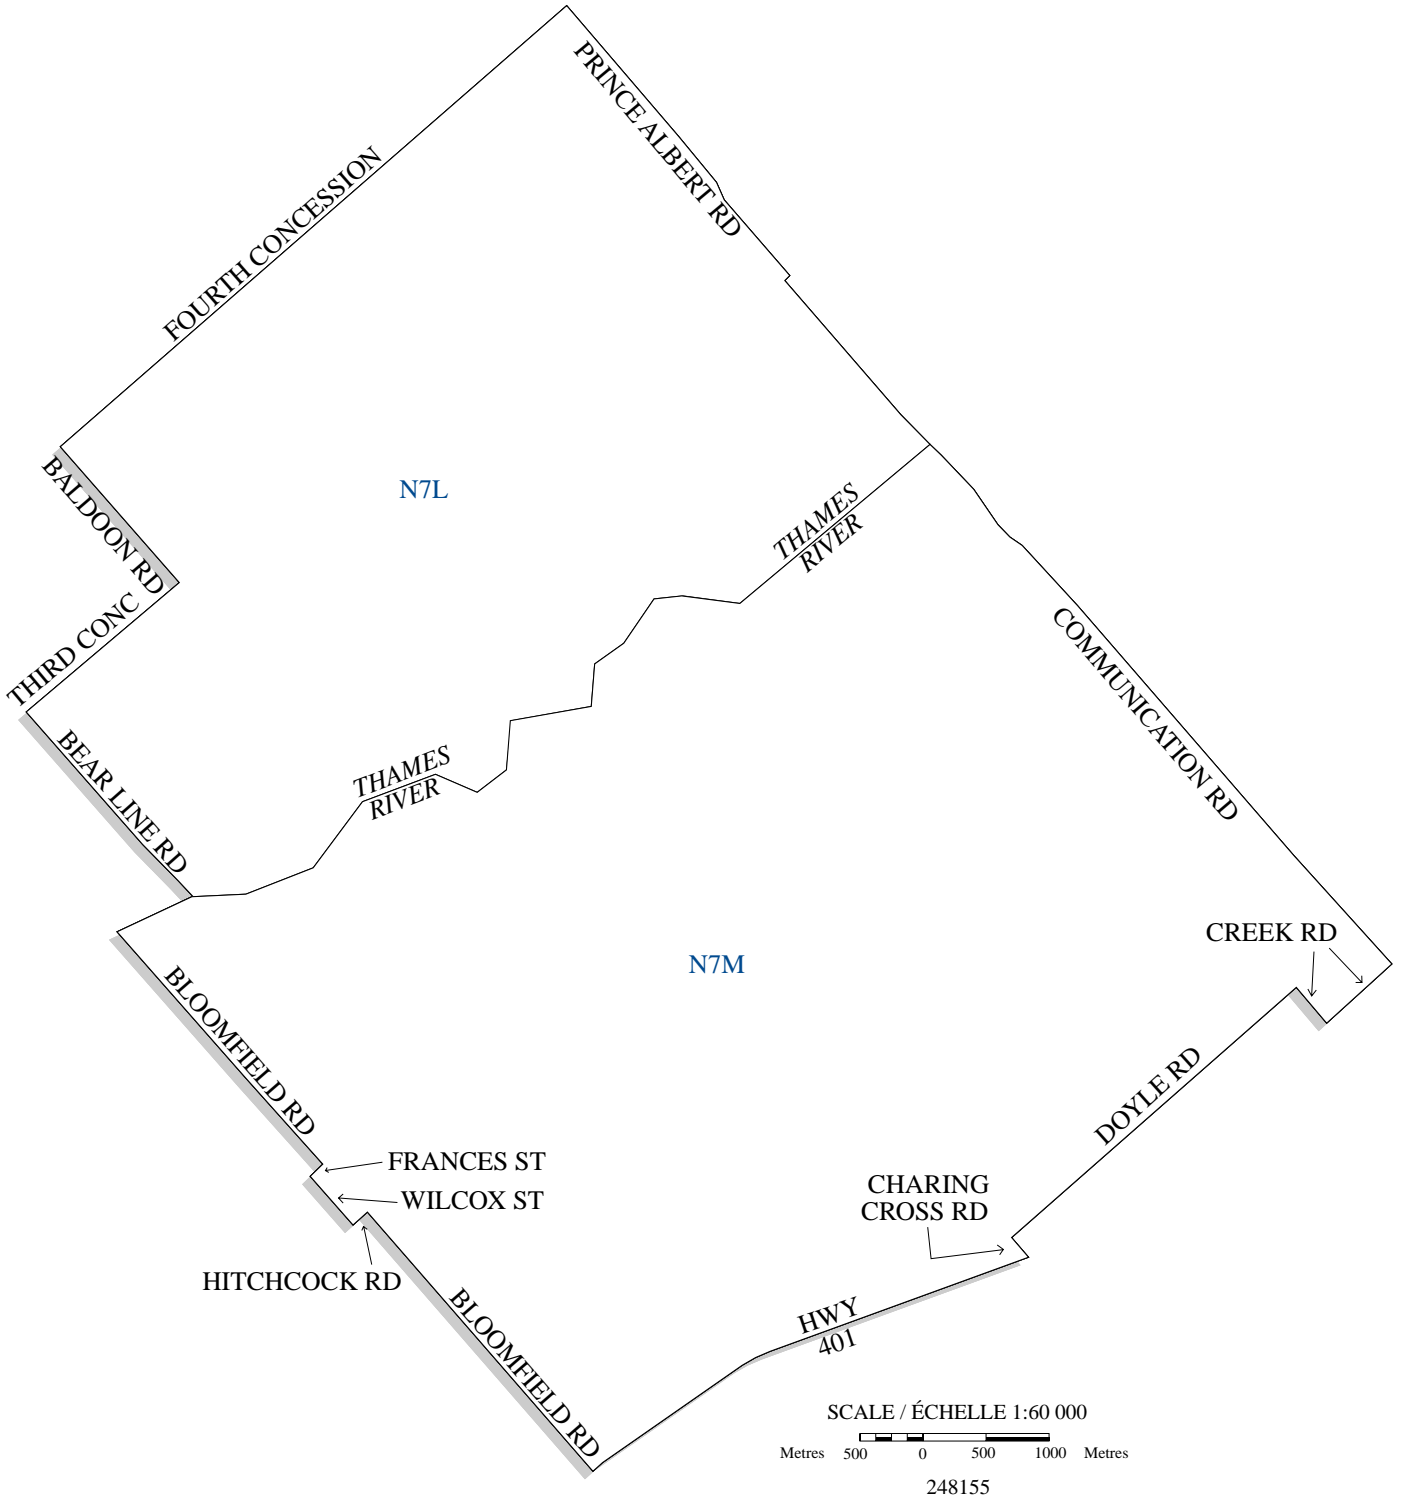 PRINCE ALBERT RD
FOURTH CONCESSION
BALDOON RD
N7L
THAMES
RIVER
THIRD CONC
COMMUNICATION RD
BEAR LINE RD
THAMES
RIVER
CREEK RD
N7M
BLOOMFIELD RD
DOYLE RD
FRANCES ST
WILCOX ST
CHARING
CROSS RD
HITCHCOCK RD
BLOOMFIELD RD
HWY
401
SCALE / ÉCHELLE 1:60 000
Metres 500 0 500 1000 Metres
248155